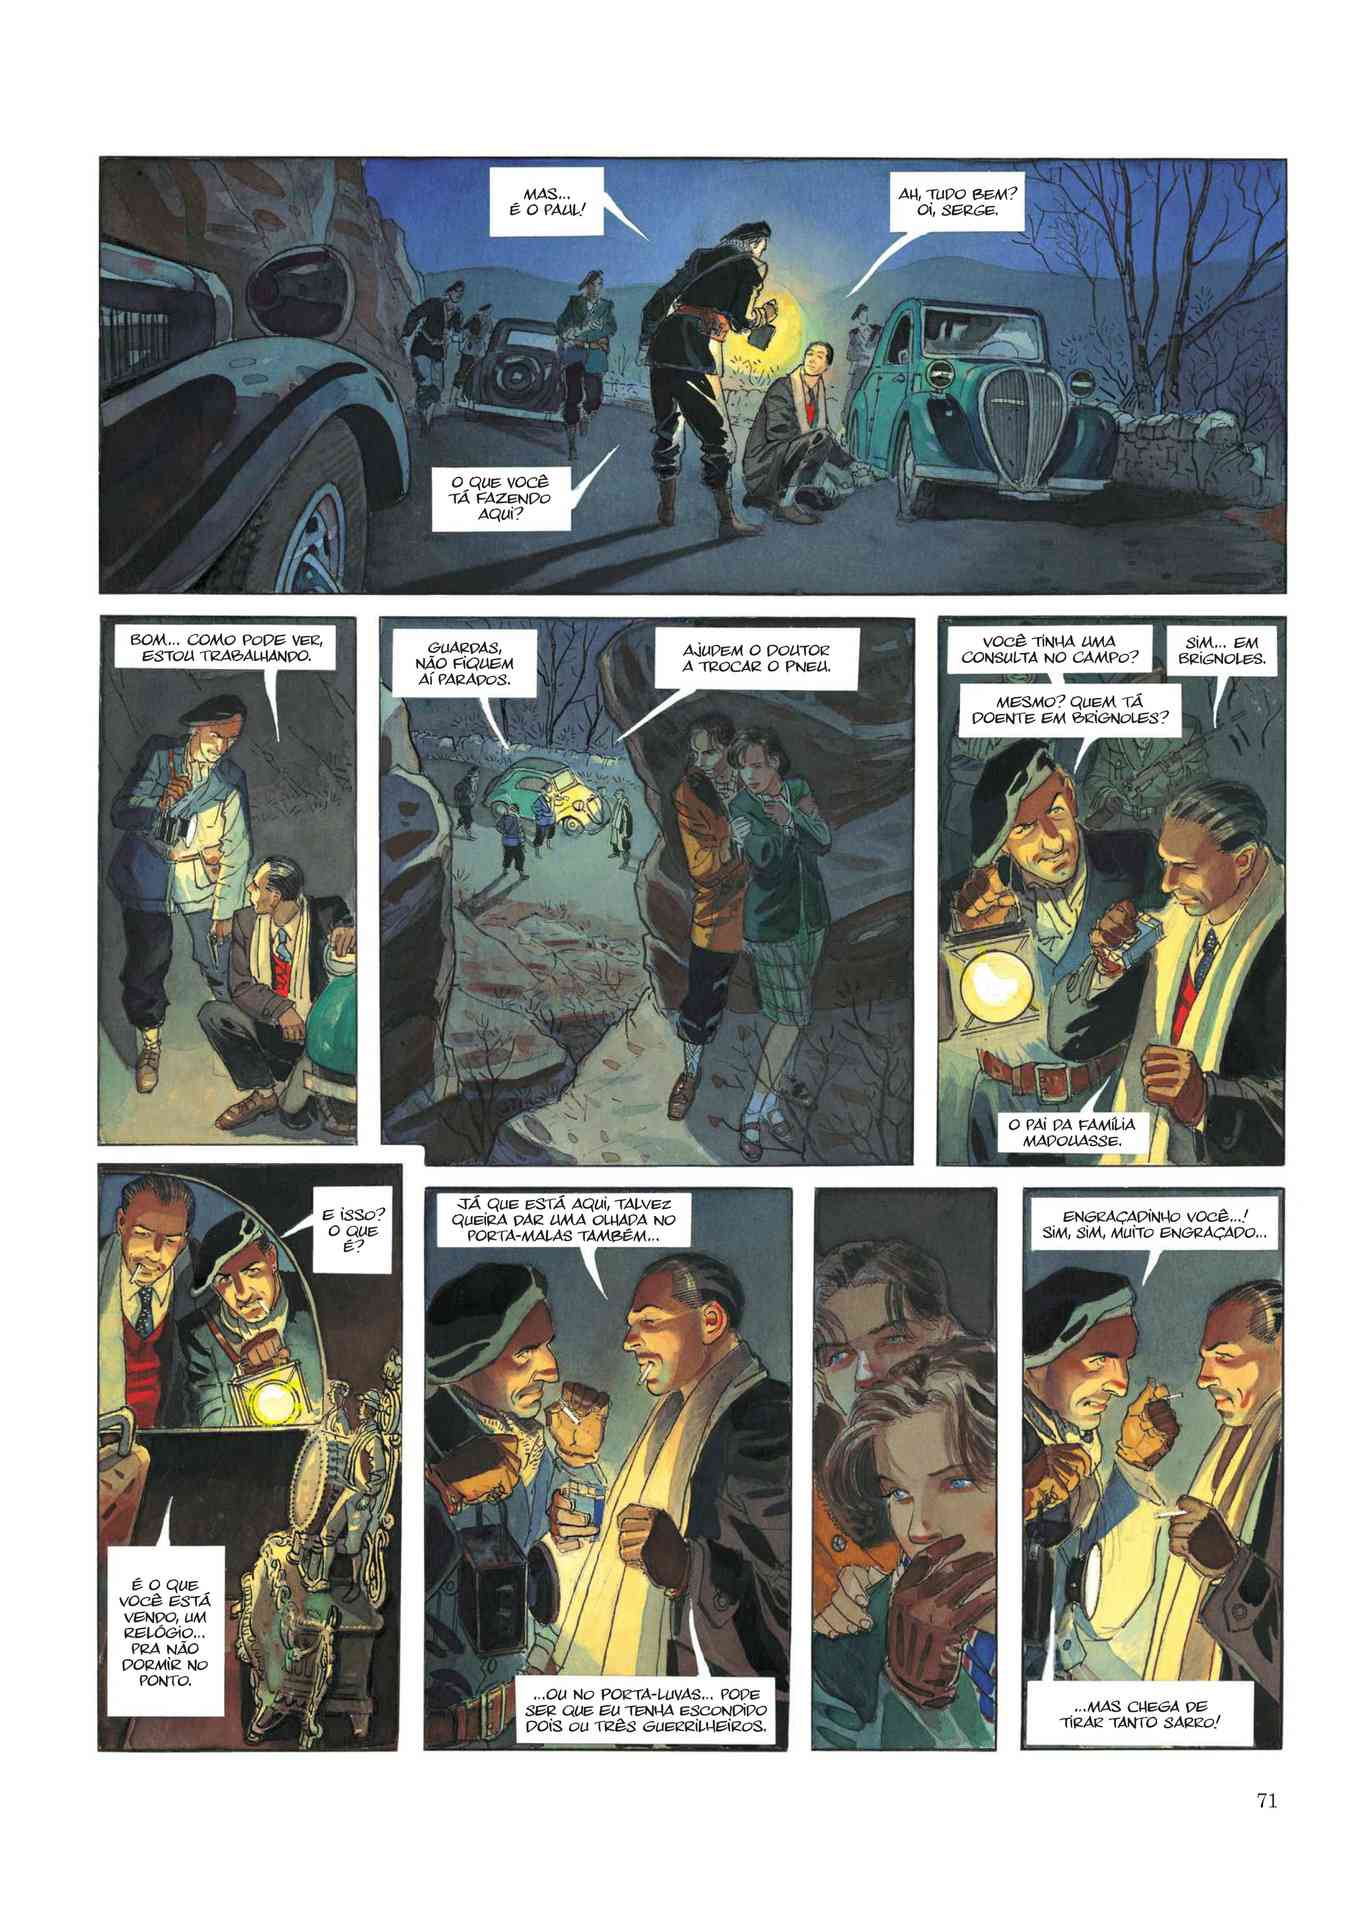 MAS...
É O PAUL!
AH, TUDO BEM?
OI, SERGE.
O QUE VOCÊ
TÁ FAZENDO
AQUI?
BOM... COMO PODE VER,
ESTOU TRABALHANDO.
GUARDAS,
NÃO FIQUEM
AÍ PARADOS.
AJUDEM O DOUTOR
A TROCAR O PNEU.
VOCÊ TINHA UMA
CONSULTA NO CAMPO?
SIM... EM
BRIGNOLES.
MESMO? QUEM TÁ
DOENTE EM BRIGNOLES?
O PAI DA FAMÍLIA
MADOUASSE.
E ISSO?
O QUE
É?
É O QUE
VOCÊ ESTÁ
VENDO, UM
RELÓGIO...
PRA NÃO
DORMIR NO
PONTO.
JÁ QUE ESTÁ AQUI, TALVEZ
QUEIRA DAR UMA OLHADA NO
PORTA-MALAS TAMBÉM...
...OU NO PORTA-LUVAS... PODE
SER QUE EU TENHA ESCONDIDO
DOIS OU TRÊS GUERRILHEIROS.
ENGRAÇADINHO VOCÊ...!
SIM, SIM, MUITO ENGRAÇADO...
...MAS CHEGA DE
TIRAR TANTO SARRO!
71